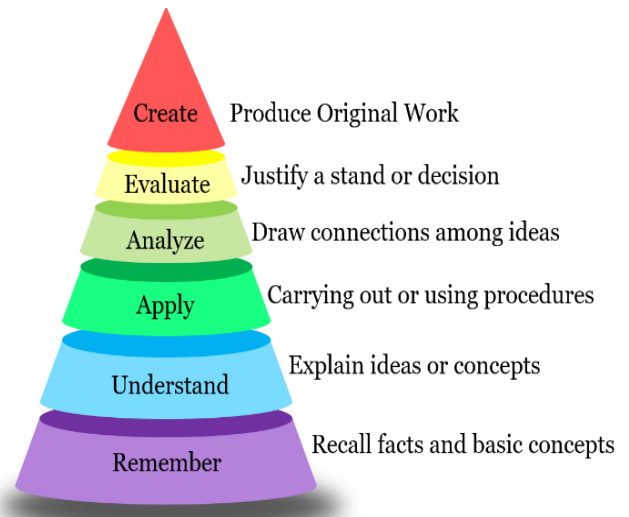 Create Produce Original Work
Evaluate Justify a stand or decision
Analyze Draw connections among ideas
Apply Carrying out or using procedures
Understand Explain ideas or concepts
Remember Recall facts and basic concepts